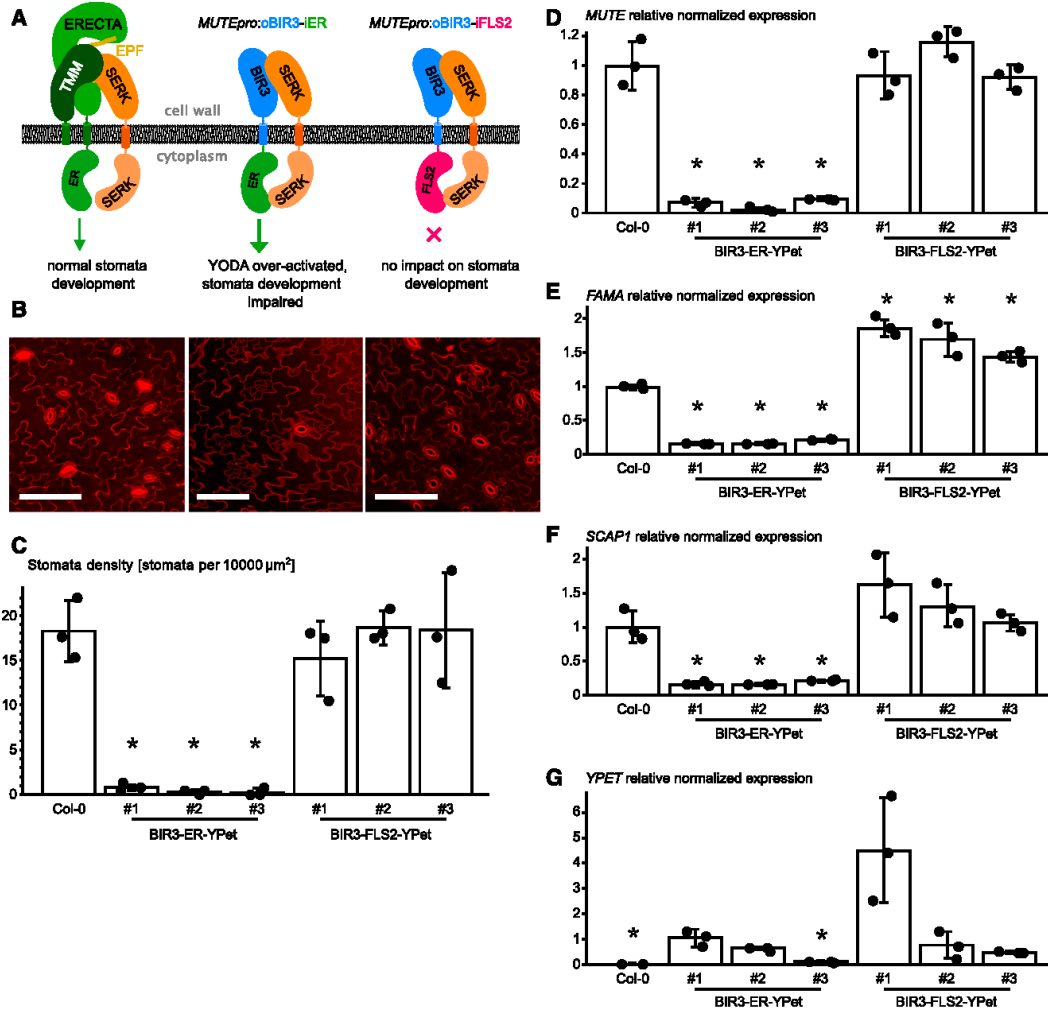 A
ERECTA
EPF
TMM
SERK
ER
SERK
normal stomata
development
MUTEpro:oBIR3-iER
BIR3
SERK
cell wall
cytoplasm
ER
SERK
YODA over-activated,
stomata development
impaired
MUTEpro:oBIR3-iFLS2
BIR3
SERK
FLS2
SERK
×
no impact on stomata
development
B
C
Stomata density [stomata per 10000 µm²]
20
15
10
5
0
* * *
Col-0 #1 #2 #3 #1 #2 #3
BIR3-ER-YPet BIR3-FLS2-YPet
D
MUTE relative normalized expression
1.2
1
0.8
0.6
0.4
0.2
0
* * *
Col-0 #1 #2 #3 #1 #2 #3
BIR3-ER-YPet BIR3-FLS2-YPet
E
FAMA relative normalized expression
2
1.5
1
0.5
0
* * * * * *
Col-0 #1 #2 #3 #1 #2 #3
BIR3-ER-YPet BIR3-FLS2-YPet
F
SCAP1 relative normalized expression
2
1.5
1
0.5
0
* * *
Col-0 #1 #2 #3 #1 #2 #3
BIR3-ER-YPet BIR3-FLS2-YPet
G
YPET relative normalized expression
6
5
4
3
2
1
0
* *
Col-0 #1 #2 #3 #1 #2 #3
BIR3-ER-YPet BIR3-FLS2-YPet